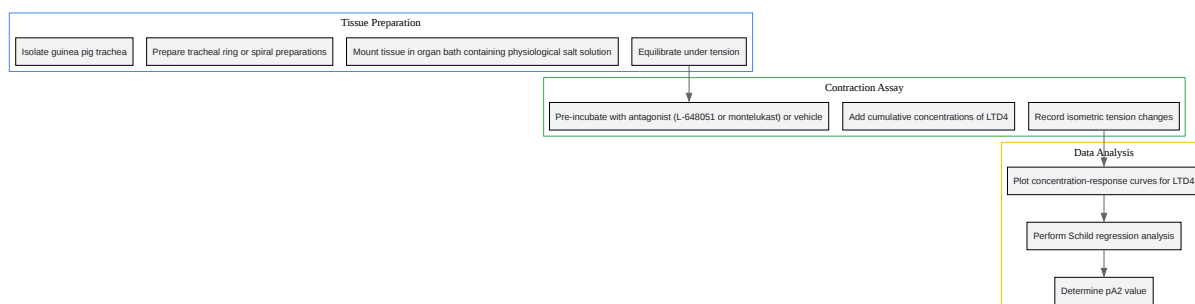 Tissue Preparation
Isolate guinea pig trachea
Prepare tracheal ring or spiral preparations
Mount tissue in organ bath containing physiological salt solution
Equilibrate under tension
Contraction Assay
Pre-incubate with antagonist (L-648051 or montelukast) or vehicle
Add cumulative concentrations of LTD4
Record isometric tension changes
Data Analysis
Plot concentration-response curves for LTD4
Perform Schild regression analysis
Determine pA2 value